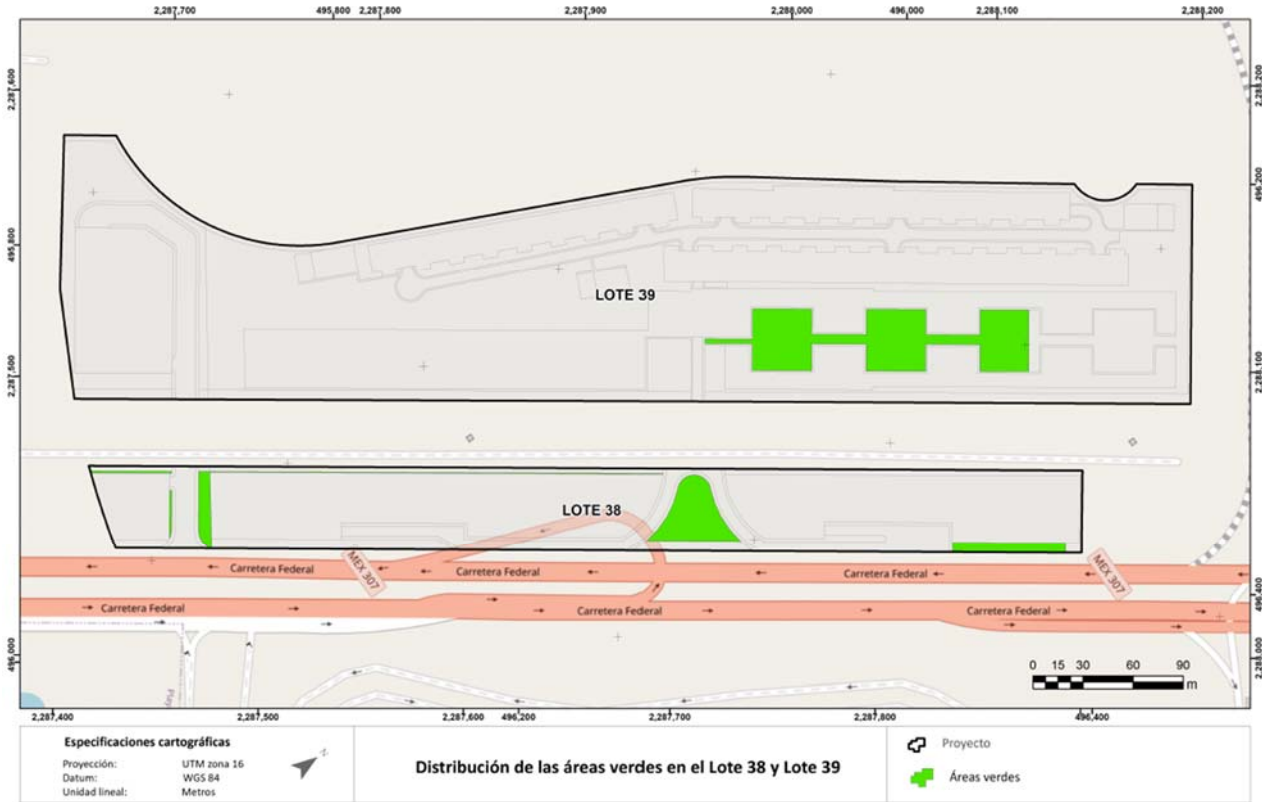 2,287,700 495,800 2,287,800 2,287,900 2,288,000 496,000 2,288,100 2,288,200
2,287,600
2,288,200
496,200
495,800
LOTE 39
2,287,500
2,288,100
LOTE 38
MEX 307
MEX 307
Carretera Federal Carretera Federal Carretera Federal
Carretera Federal Carretera Federal Carretera Federal
496,400
496,000
2,288,000
0 15 30 60 90
m
2,287,400 2,287,500 2,287,600 496,200 2,287,700 2,287,800 496,400
Especificaciones cartográficas
Proyección: UTM zona 16
Datum: WGS 84
Unidad lineal: Metros
Distribución de las áreas verdes en el Lote 38 y Lote 39
Proyecto
Áreas verdes